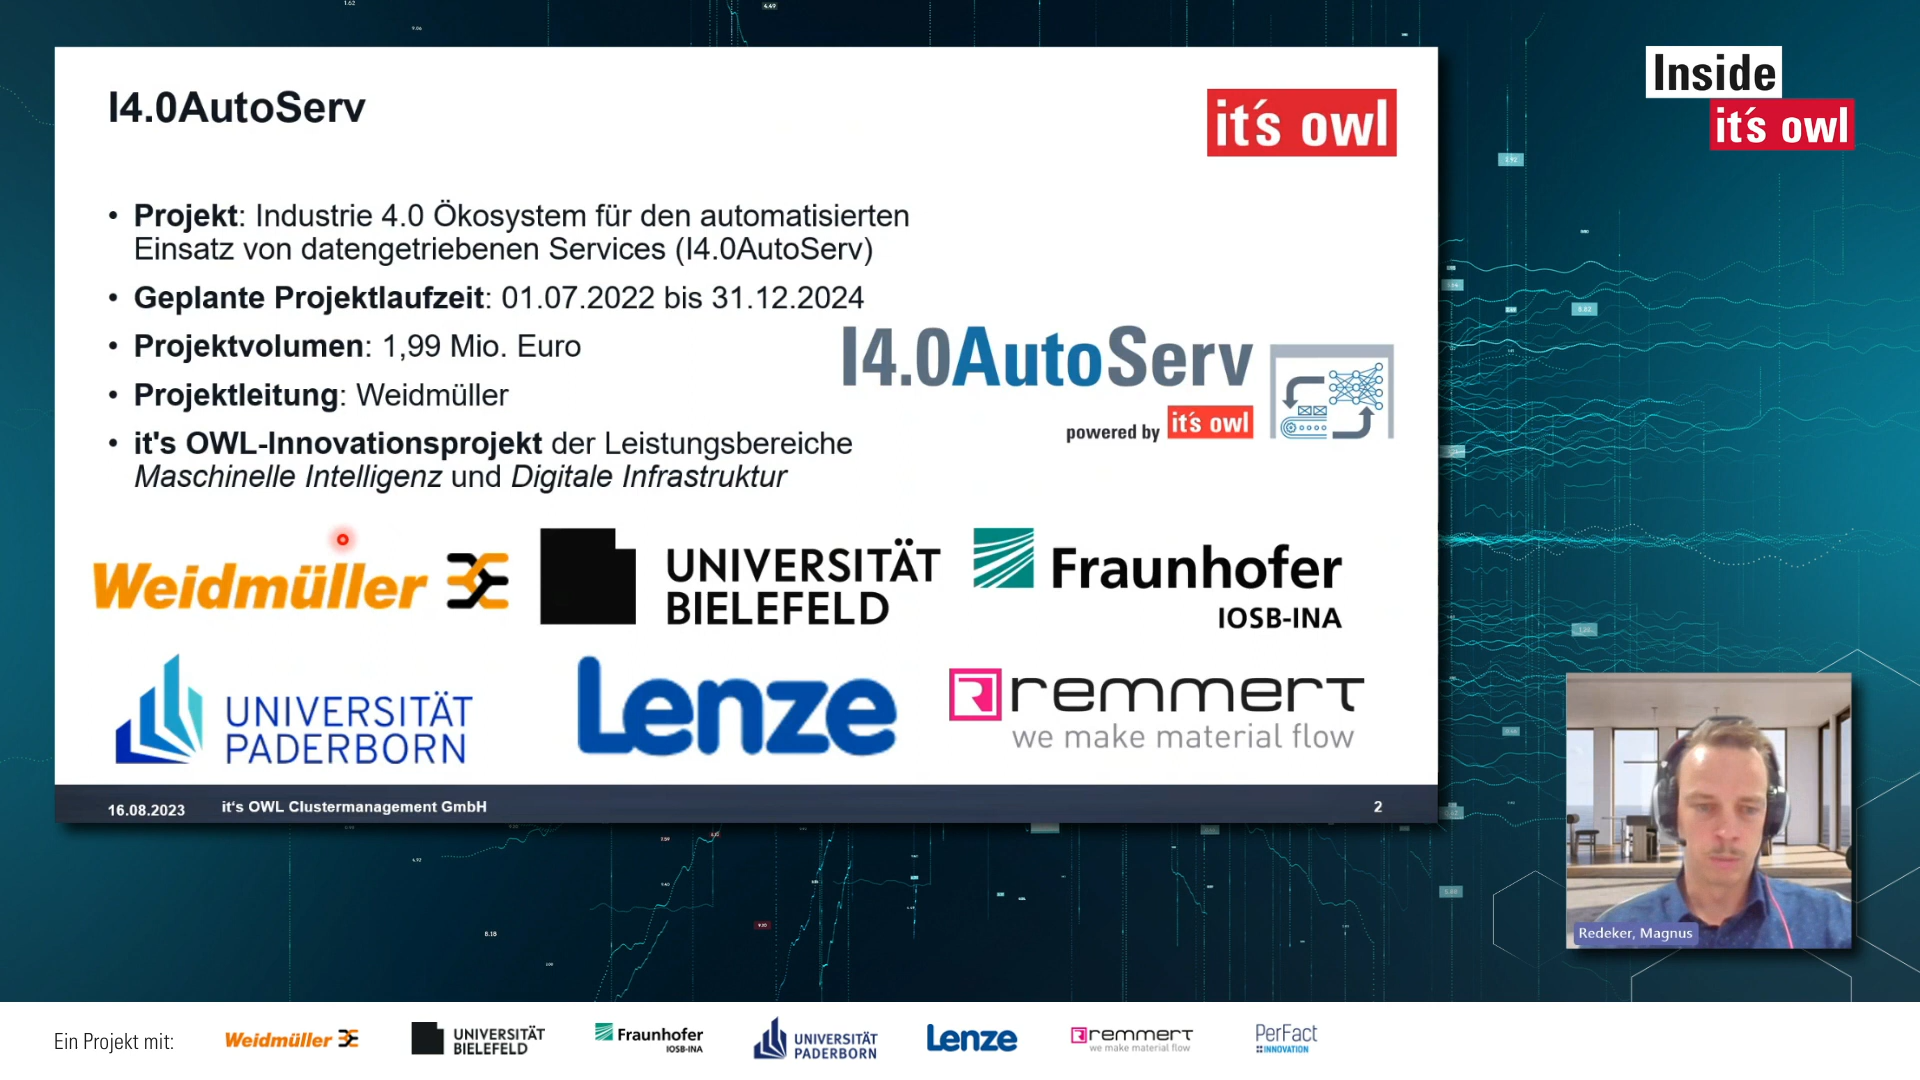 I4.0AutoServ
it's owl
Inside
it's owl
• Projekt: Industrie 4.0 Ökosystem für den automatisierten
Einsatz von datengetriebenen Services (I4.0AutoServ)
• Geplante Projektlaufzeit: 01.07.2022 bis 31.12.2024
• Projektvolumen: 1,99 Mio. Euro
• Projektleitung: Weidmüller
• it's OWL-Innovationsprojekt der Leistungsbereiche
Maschinelle Intelligenz und Digitale Infrastruktur
I4.0AutoServ
powered by it's owl
Weidmüller
UNIVERSITÄT
BIELEFELD
Fraunhofer
IOSB-INA
UNIVERSITÄT
PADERBORN
Lenze
remmert
we make material flow
16.08.2023 it's OWL Clustermanagement GmbH 2
Redeker, Magnus
Ein Projekt mit:
Weidmüller
UNIVERSITÄT
BIELEFELD
Fraunhofer
IOSB-INA
UNIVERSITÄT
PADERBORN
Lenze
remmert
we make material flow
PerFact
INNOVATION